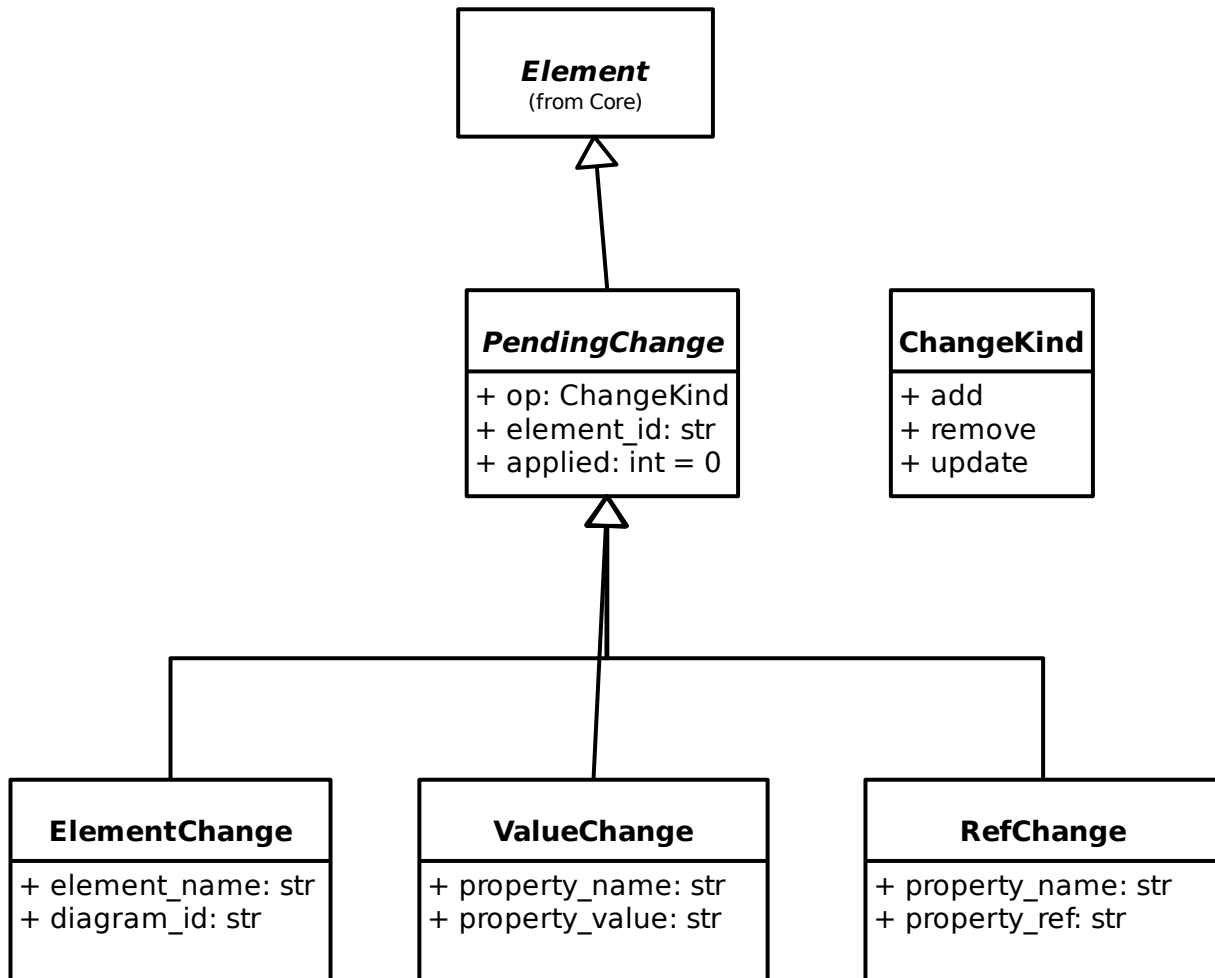 Element
(from Core)
PendingChange
+ op: ChangeKind
+ element_id: str
+ applied: int = 0
ChangeKind
+ add
+ remove
+ update
ElementChange
+ element_name: str
+ diagram_id: str
ValueChange
+ property_name: str
+ property_value: str
RefChange
+ property_name: str
+ property_ref: str